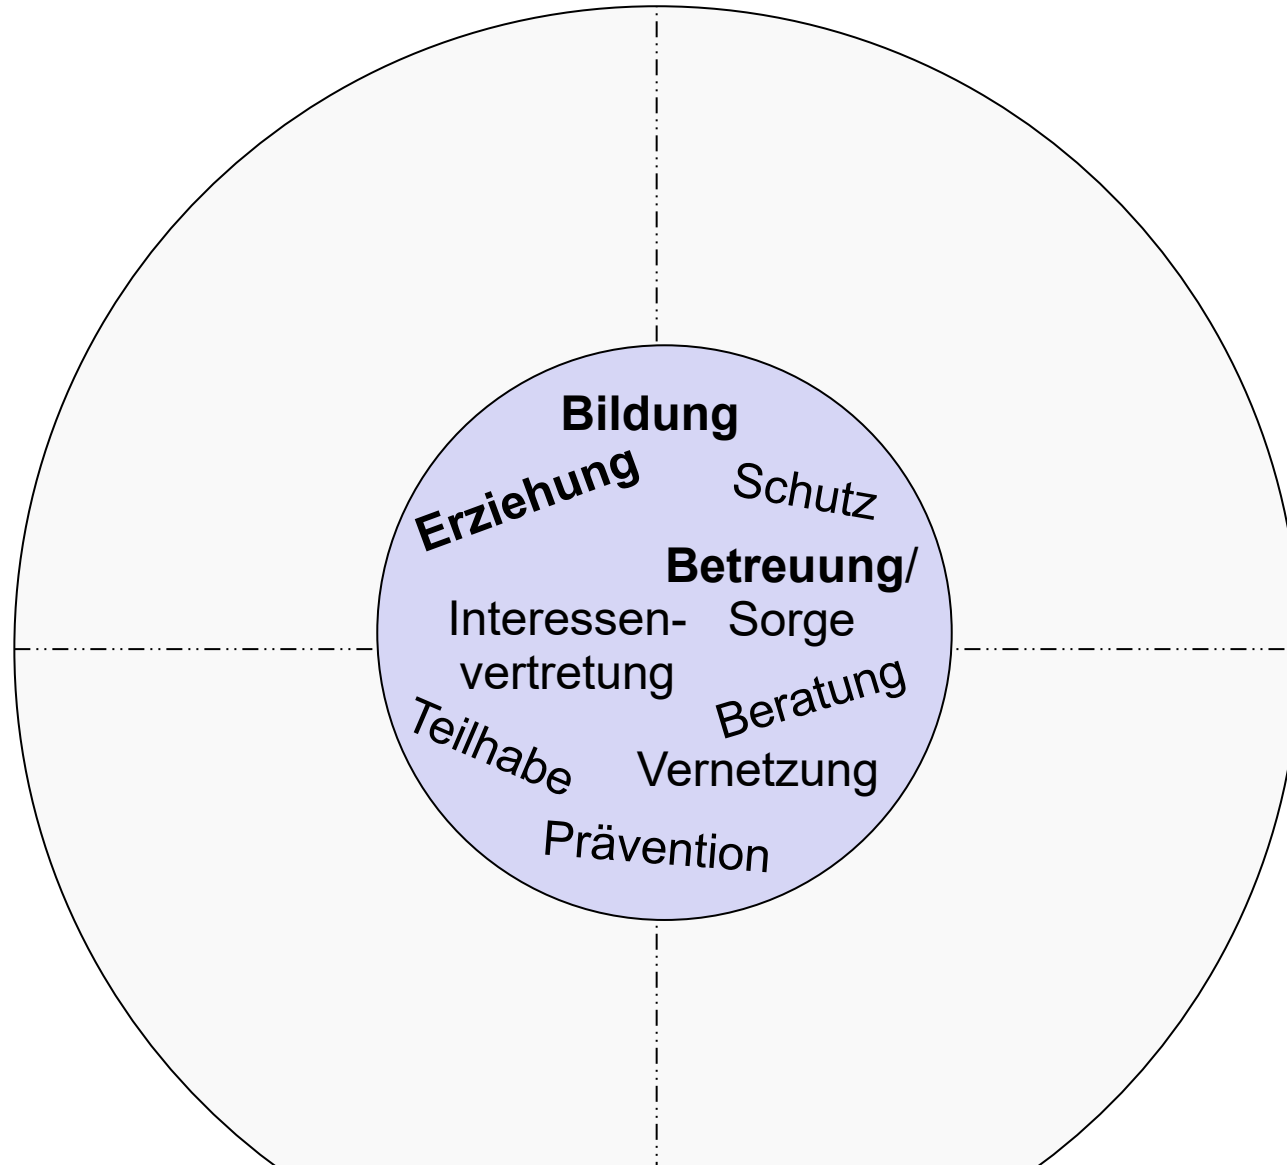 Bildung
Erziehung
Schutz
Betreuung/
Sorge
Interessen-
vertretung
Beratung
Teilhabe
Vernetzung
Prävention